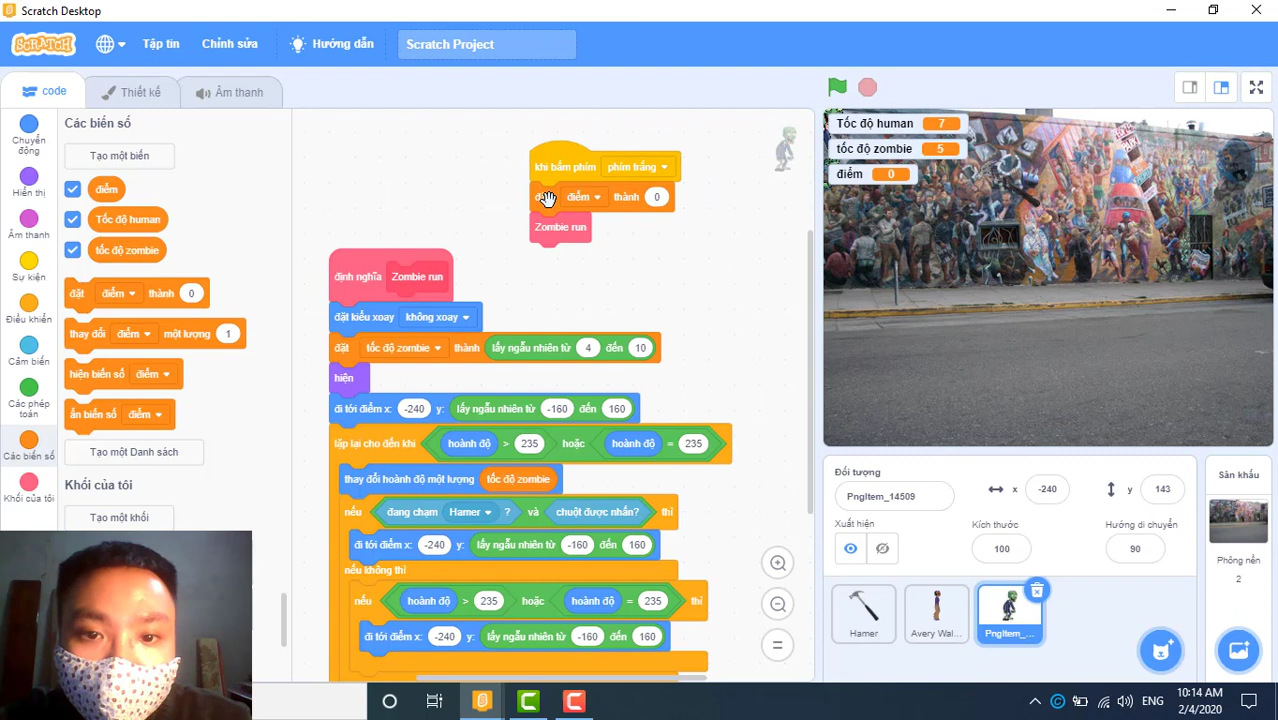 Scratch Desktop
SCRATCH
Tập tin
Chỉnh sửa
Hướng dẫn
Scratch Project
code
Thiết kế
Âm thanh
Chuyển động
Hiển thị
Âm thanh
Sự kiện
Điều khiển
Cảm biến
Các phép toán
Các biến số
Khối của tôi
Các biến số
Tạo một biến
điểm
Tốc độ human
tốc độ zombie
đặt điểm thành 0
thay đổi điểm một lượng 1
hiện biến số điểm
ẩn biến số điểm
Tạo một Danh sách
Khối của tôi
Tạo một khối
khi bấm phím phím trắng
điểm thành 0
Zombie run
định nghĩa Zombie run
đặt kiểu xoay không xoay
đặt tốc độ zombie thành lấy ngẫu nhiên từ 4 đến 10
hiện
đi tới điểm x: -240 y: lấy ngẫu nhiên từ -160 đến 160
lặp lại cho đến khi hoành độ > 235 hoặc hoành độ = 235
thay đổi hoành độ một lượng tốc độ zombie
nếu đang chạm Hamer ? và chuột được nhấn? thì
đi tới điểm x: -240 y: lấy ngẫu nhiên từ -160 đến 160
nếu không thì
nếu hoành độ > 235 hoặc hoành độ = 235 thì
đi tới điểm x: -240 y: lấy ngẫu nhiên từ -160 đến 160
Tốc độ human 7
tốc độ zombie 5
điểm 0
Đối tượng
PngItem_14509
x -240
y 143
Xuất hiện
Kích thước
100
Hướng di chuyển
90
Hamer
Avery Wal...
PngItem_...
Sân khấu
Phông nền
2
ENG
10:14 AM
2/4/2020